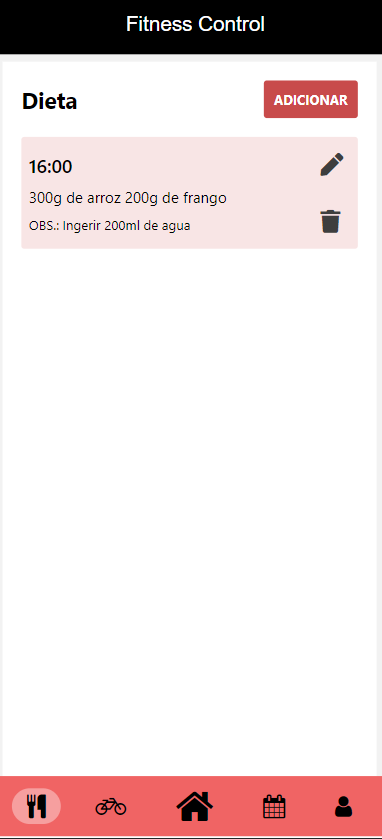 Fitness Control
Dieta
ADICIONAR
16:00
300g de arroz 200g de frango
OBS.: Ingerir 200ml de agua